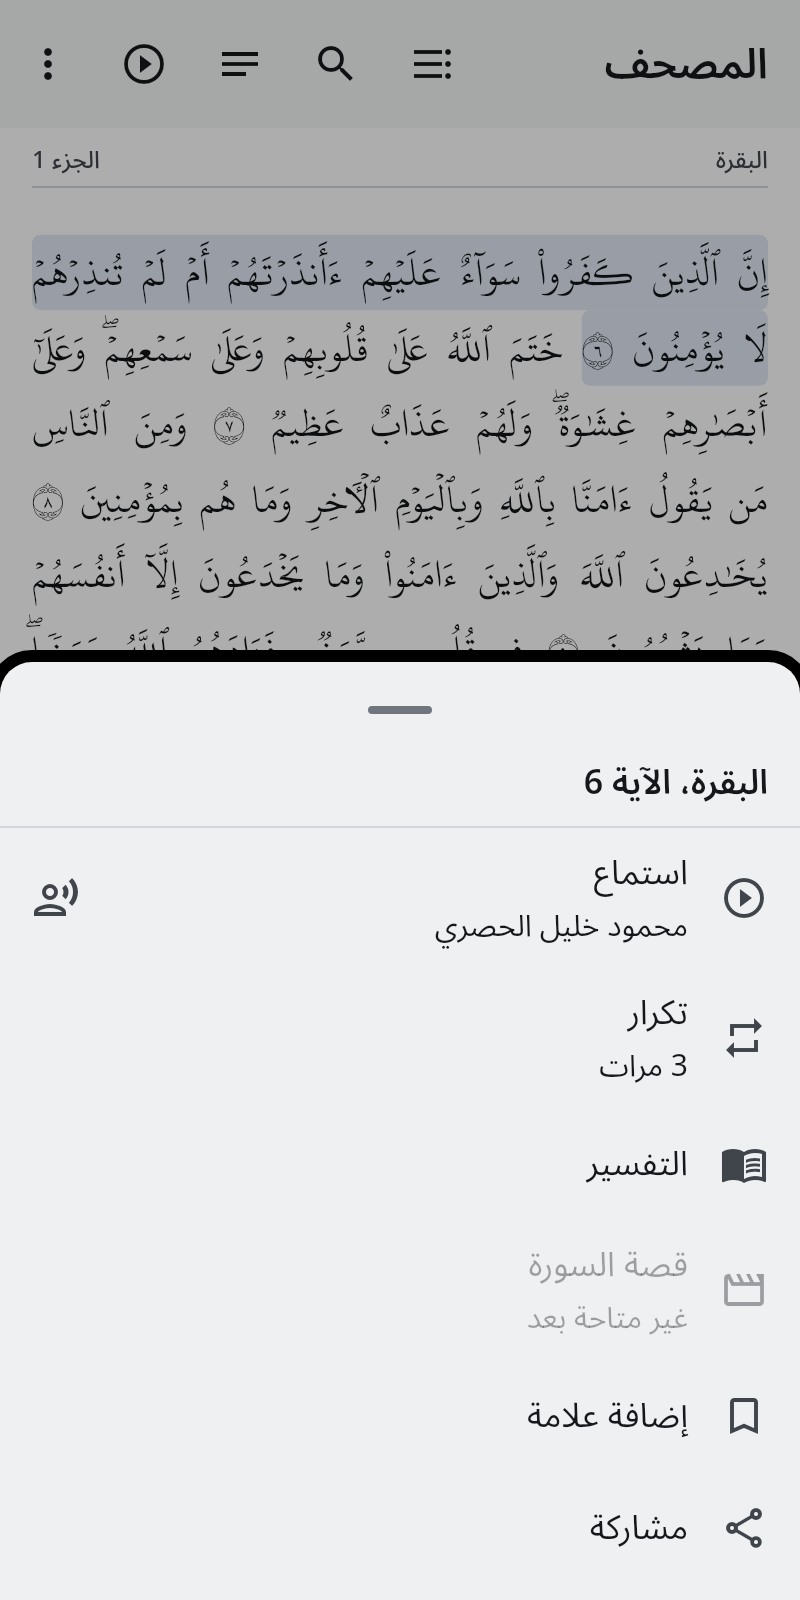 المصحف
البقرة
الجزء 1
إِنَّ ٱلَّذِينَ كَفَرُوا۟ سَوَآءٌ عَلَيْهِمْ ءَأَنذَرْتَهُمْ أَمْ لَمْ تُنذِرْهُمْ
لَا يُؤْمِنُونَ ٦ خَتَمَ ٱللَّهُ عَلَىٰ قُلُوبِهِمْ وَعَلَىٰ سَمْعِهِمْ ۖ وَعَلَىٰٓ
أَبْصَـٰرِهِمْ غِشَـٰوَةٌ ۖ وَلَهُمْ عَذَابٌ عَظِيمٌ ٧ وَمِنَ ٱلنَّاسِ
مَن يَقُولُ ءَامَنَّا بِٱللَّهِ وَبِٱلْيَوْمِ ٱلْـَٔاخِرِ وَمَا هُم بِمُؤْمِنِينَ ٨
يُخَـٰدِعُونَ ٱللَّهَ وَٱلَّذِينَ ءَامَنُوا۟ وَمَا يَخْدَعُونَ إِلَّآ أَنفُسَهُمْ
البقرة، الآية 6
استماع
محمود خليل الحصري
تكرار
3 مرات
التفسير
قصة السورة
غير متاحة بعد
إضافة علامة
مشاركة